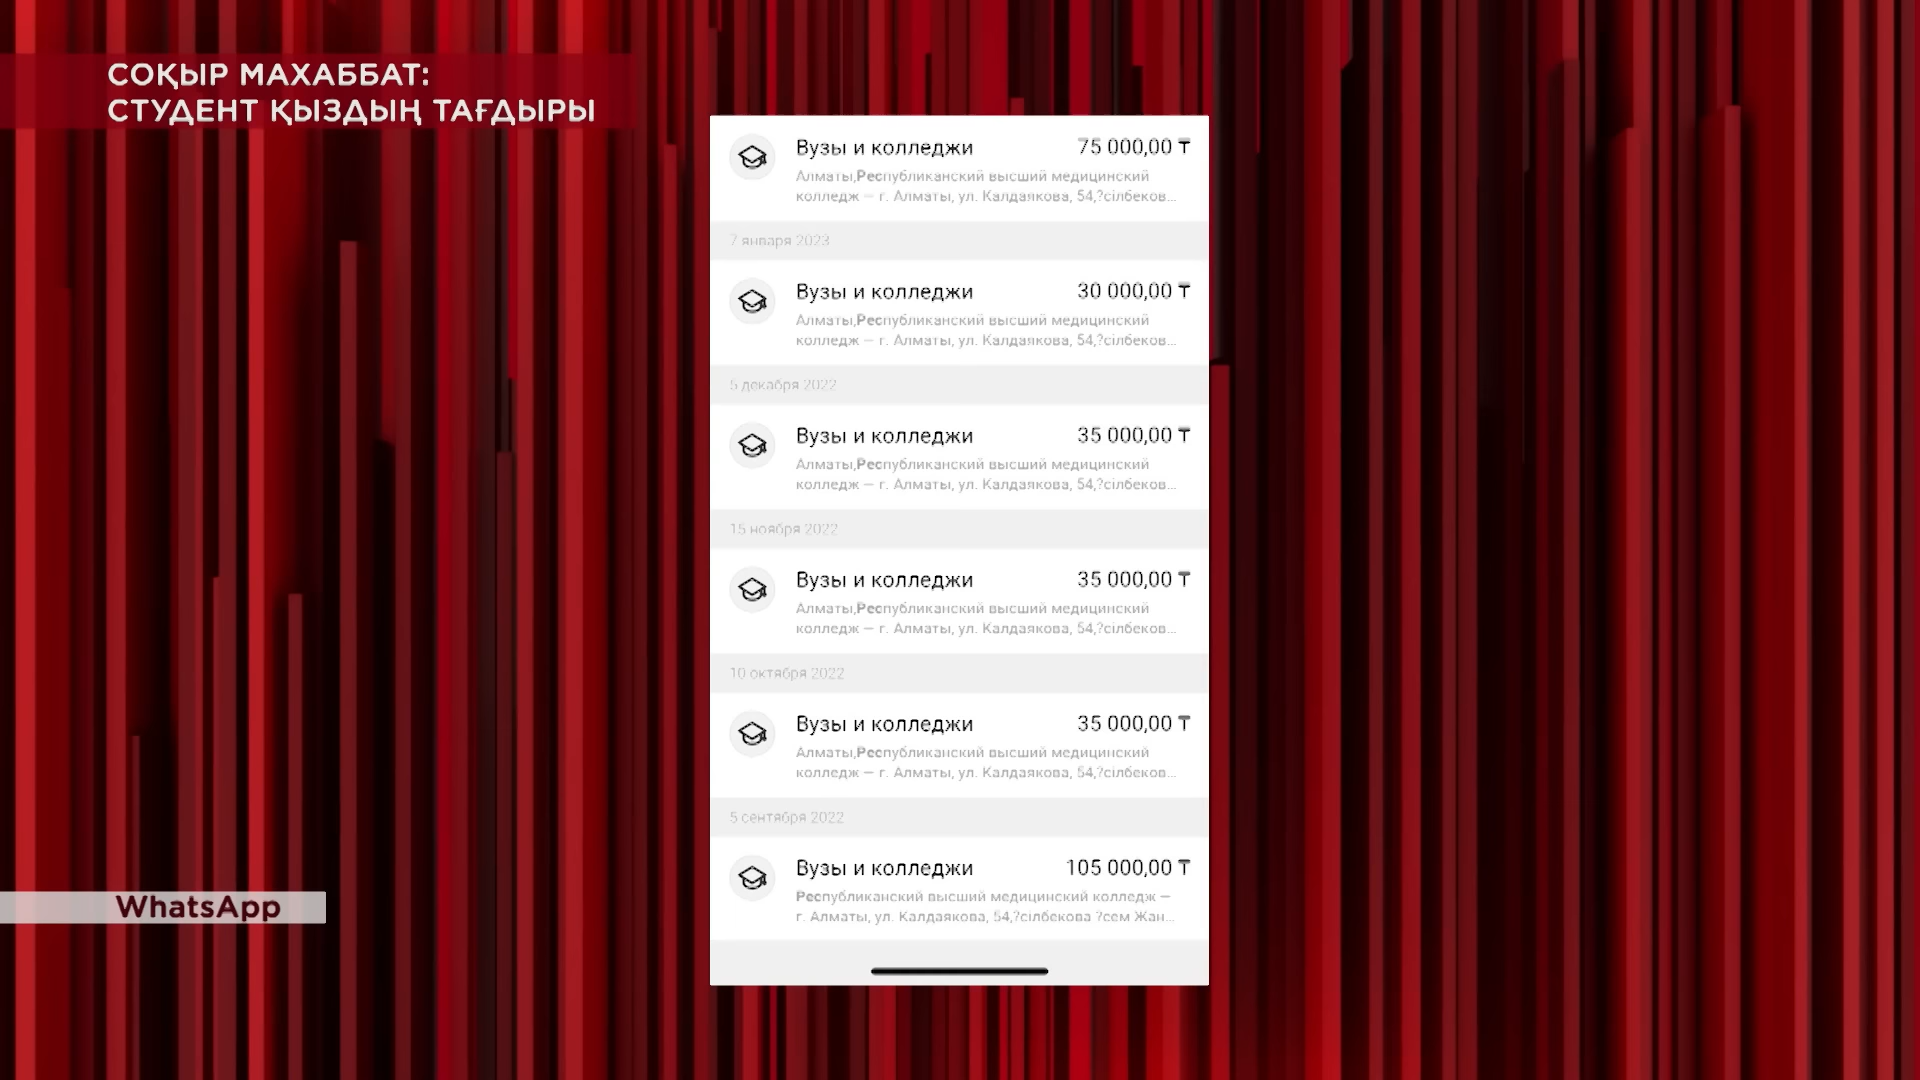 СОҚЫР МАХАББАТ:
СТУДЕНТ ҚЫЗДЫҢ ТАҒДЫРЫ
Вузы и колледжи 75 000,00 ₸
Алматы,Республиканский высший медицинский
колледж — г. Алматы, ул. Калдаякова, 54,?сілбеков...
7 января 2023
Вузы и колледжи 30 000,00 ₸
Алматы,Республиканский высший медицинский
колледж — г. Алматы, ул. Калдаякова, 54,?сілбеков...
5 декабря 2022
Вузы и колледжи 35 000,00 ₸
Алматы,Республиканский высший медицинский
колледж — г. Алматы, ул. Калдаякова, 54,?сілбеков...
15 ноября 2022
Вузы и колледжи 35 000,00 ₸
Алматы,Республиканский высший медицинский
колледж — г. Алматы, ул. Калдаякова, 54,?сілбеков...
10 октября 2022
Вузы и колледжи 35 000,00 ₸
Алматы,Республиканский высший медицинский
колледж — г. Алматы, ул. Калдаякова, 54,?сілбеков...
5 сентября 2022
Вузы и колледжи 105 000,00 ₸
Республиканский высший медицинский колледж —
г. Алматы, ул. Калдаякова, 54,?сілбекова ?сем Жан...
WhatsApp